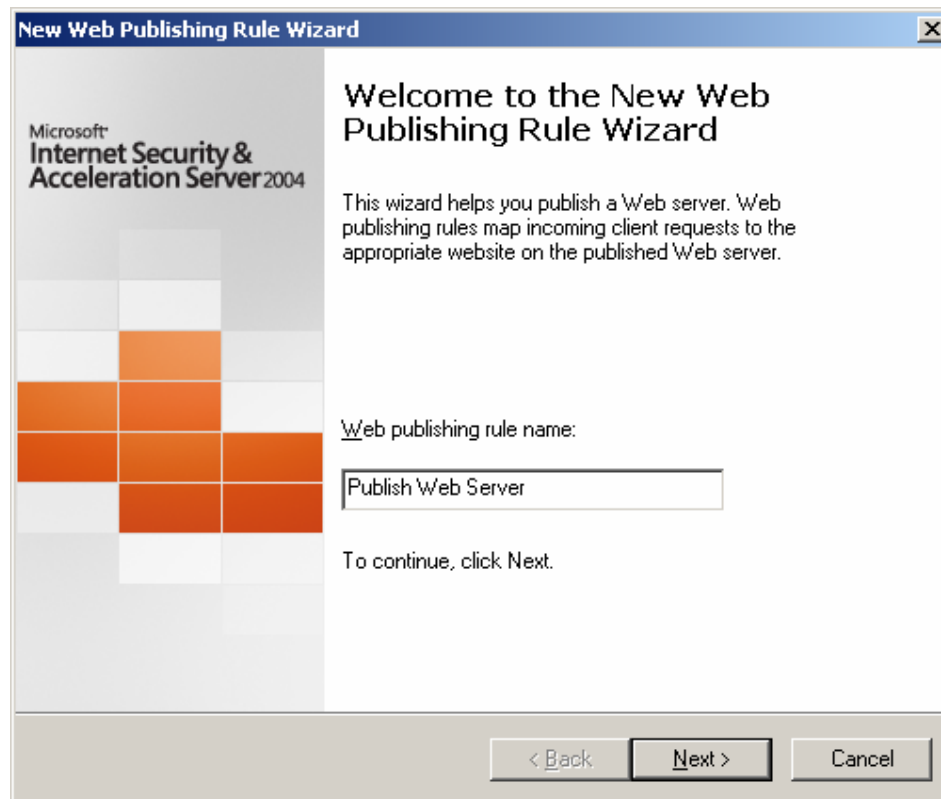 New Web Publishing Rule Wizard
Microsoft
Internet Security &
Acceleration Server 2004
Welcome to the New Web
Publishing Rule Wizard
This wizard helps you publish a Web server. Web
publishing rules map incoming client requests to the
appropriate website on the published Web server.
Web publishing rule name:
Publish Web Server
To continue, click Next.
< Back
Next >
Cancel